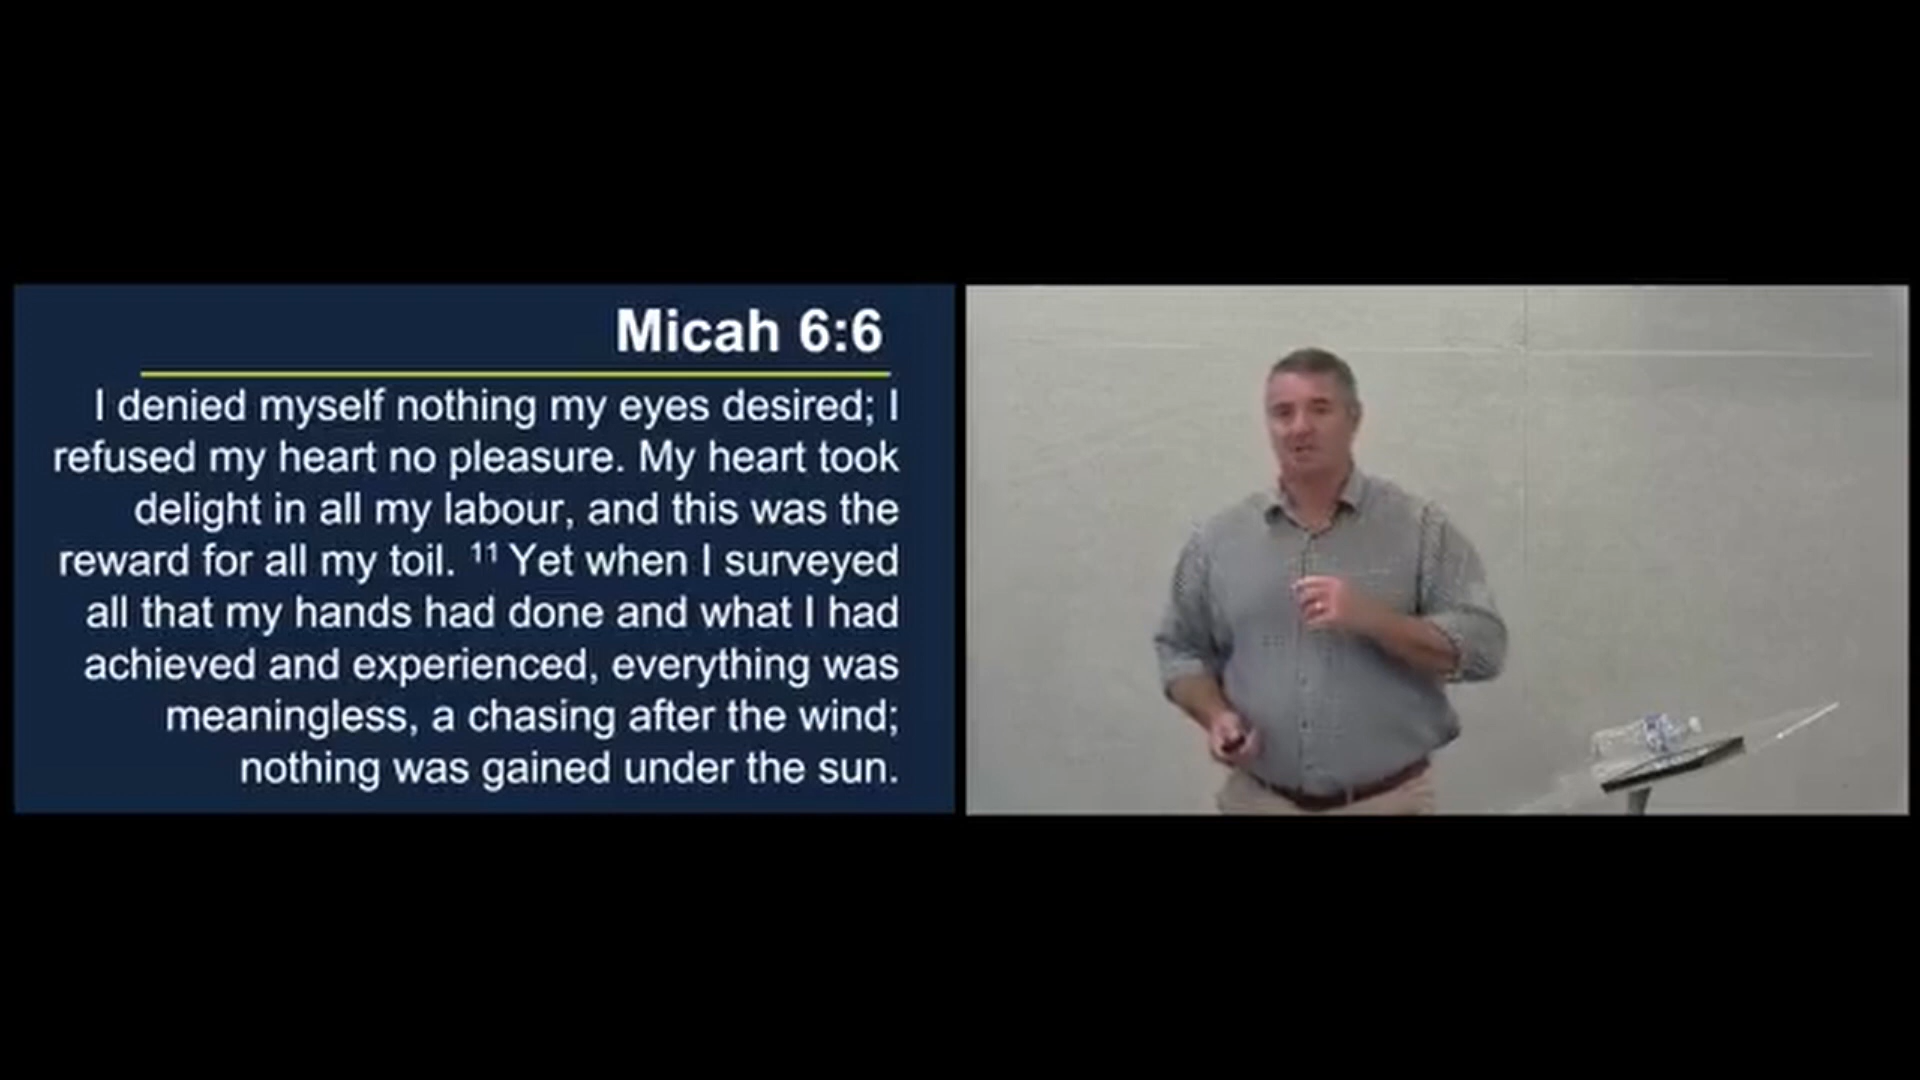 Micah 6:6
I denied myself nothing my eyes desired; I
refused my heart no pleasure. My heart took
delight in all my labour, and this was the
reward for all my toil. ¹¹ Yet when I surveyed
all that my hands had done and what I had
achieved and experienced, everything was
meaningless, a chasing after the wind;
nothing was gained under the sun.